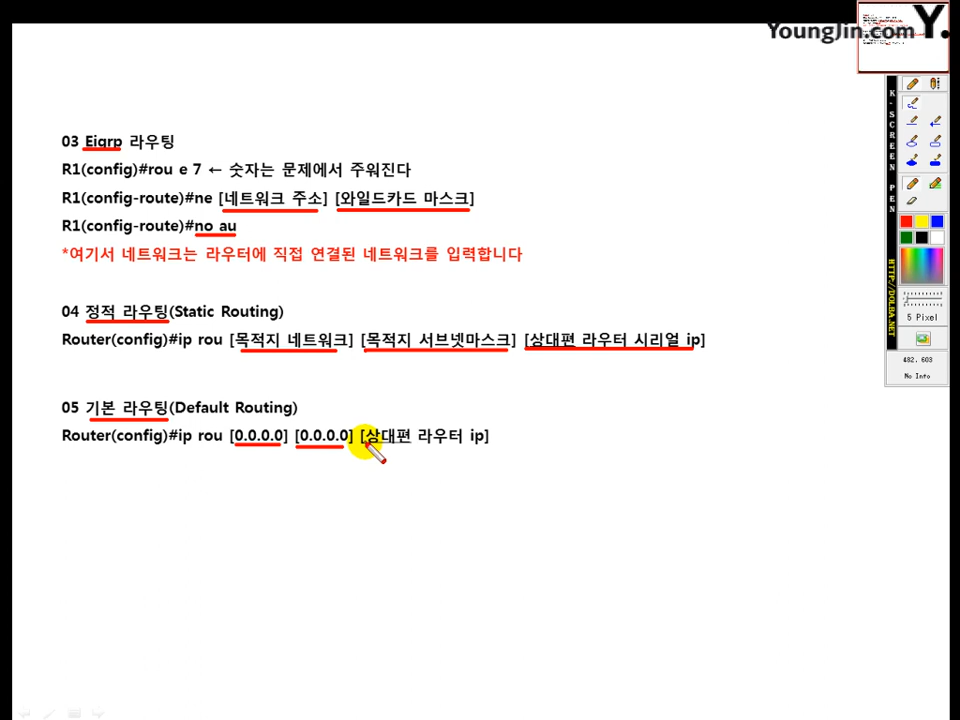 YoungJin.com Y.
03 Eigrp 라우팅
R1(config)#rou e 7 ← 숫자는 문제에서 주워진다
R1(config-route)#ne [네트워크 주소] [와일드카드 마스크]
R1(config-route)#no au
*여기서 네트워크는 라우터에 직접 연결된 네트워크를 입력합니다
04 정적 라우팅(Static Routing)
Router(config)#ip rou [목적지 네트워크] [목적지 서브넷마스크] [상대편 라우터 시리얼 ip]
05 기본 라우팅(Default Routing)
Router(config)#ip rou [0.0.0.0] [0.0.0.0] [상대편 라우터 ip]
K-SCREEN PEN
HTTP://DOLBA.NET
5 Pixel
482, 603
No Info